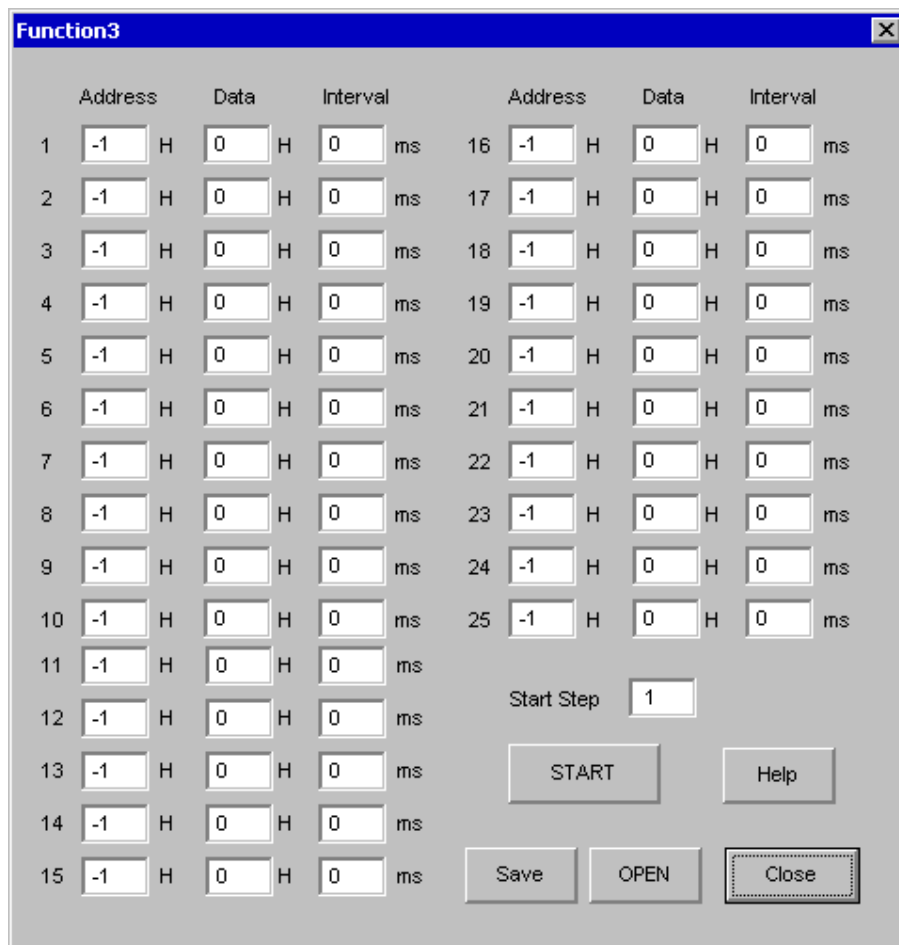 Function3
Address Data Interval Address Data Interval
1 -1 H 0 H 0 ms 16 -1 H 0 H 0 ms
2 -1 H 0 H 0 ms 17 -1 H 0 H 0 ms
3 -1 H 0 H 0 ms 18 -1 H 0 H 0 ms
4 -1 H 0 H 0 ms 19 -1 H 0 H 0 ms
5 -1 H 0 H 0 ms 20 -1 H 0 H 0 ms
6 -1 H 0 H 0 ms 21 -1 H 0 H 0 ms
7 -1 H 0 H 0 ms 22 -1 H 0 H 0 ms
8 -1 H 0 H 0 ms 23 -1 H 0 H 0 ms
9 -1 H 0 H 0 ms 24 -1 H 0 H 0 ms
10 -1 H 0 H 0 ms 25 -1 H 0 H 0 ms
11 -1 H 0 H 0 ms
12 -1 H 0 H 0 ms Start Step 1
13 -1 H 0 H 0 ms START Help
14 -1 H 0 H 0 ms
15 -1 H 0 H 0 ms Save OPEN Close